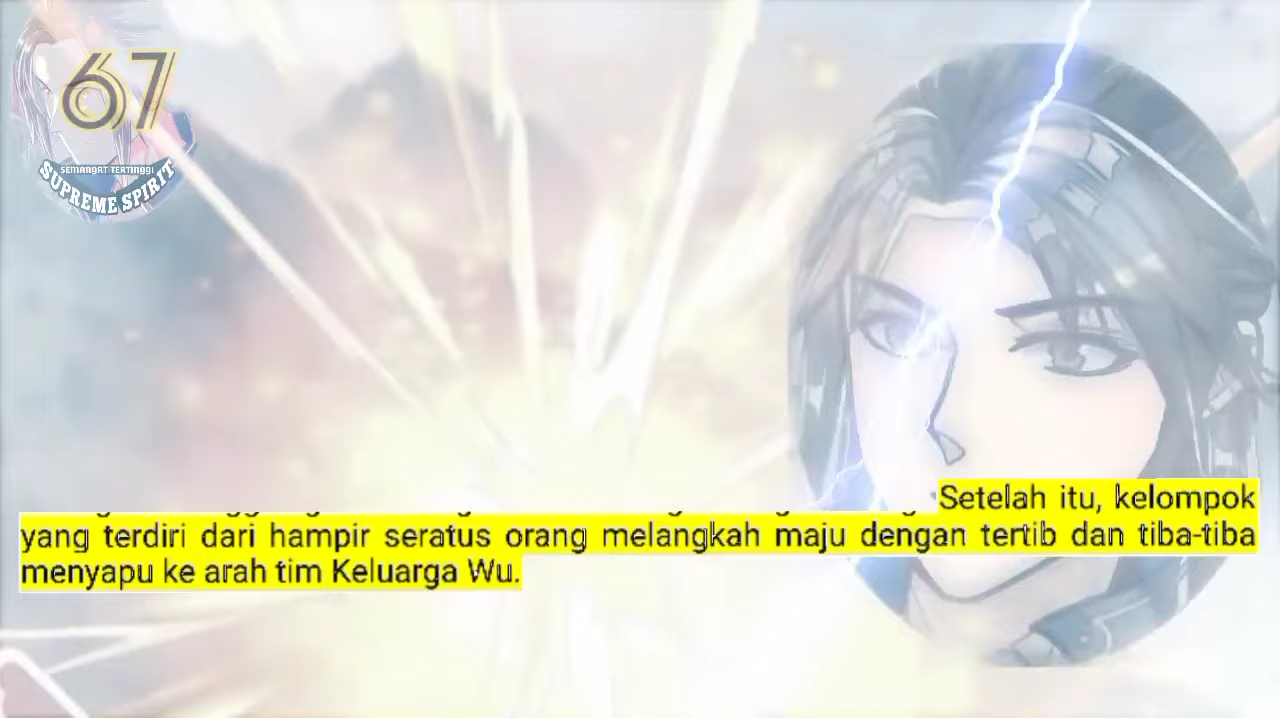 67
SEMANGAT TERTINGGI
SUPREME SPIRIT
Setelah itu, kelompok
yang terdiri dari hampir seratus orang melangkah maju dengan tertib dan tiba-tiba
menyapu ke arah tim Keluarga Wu.